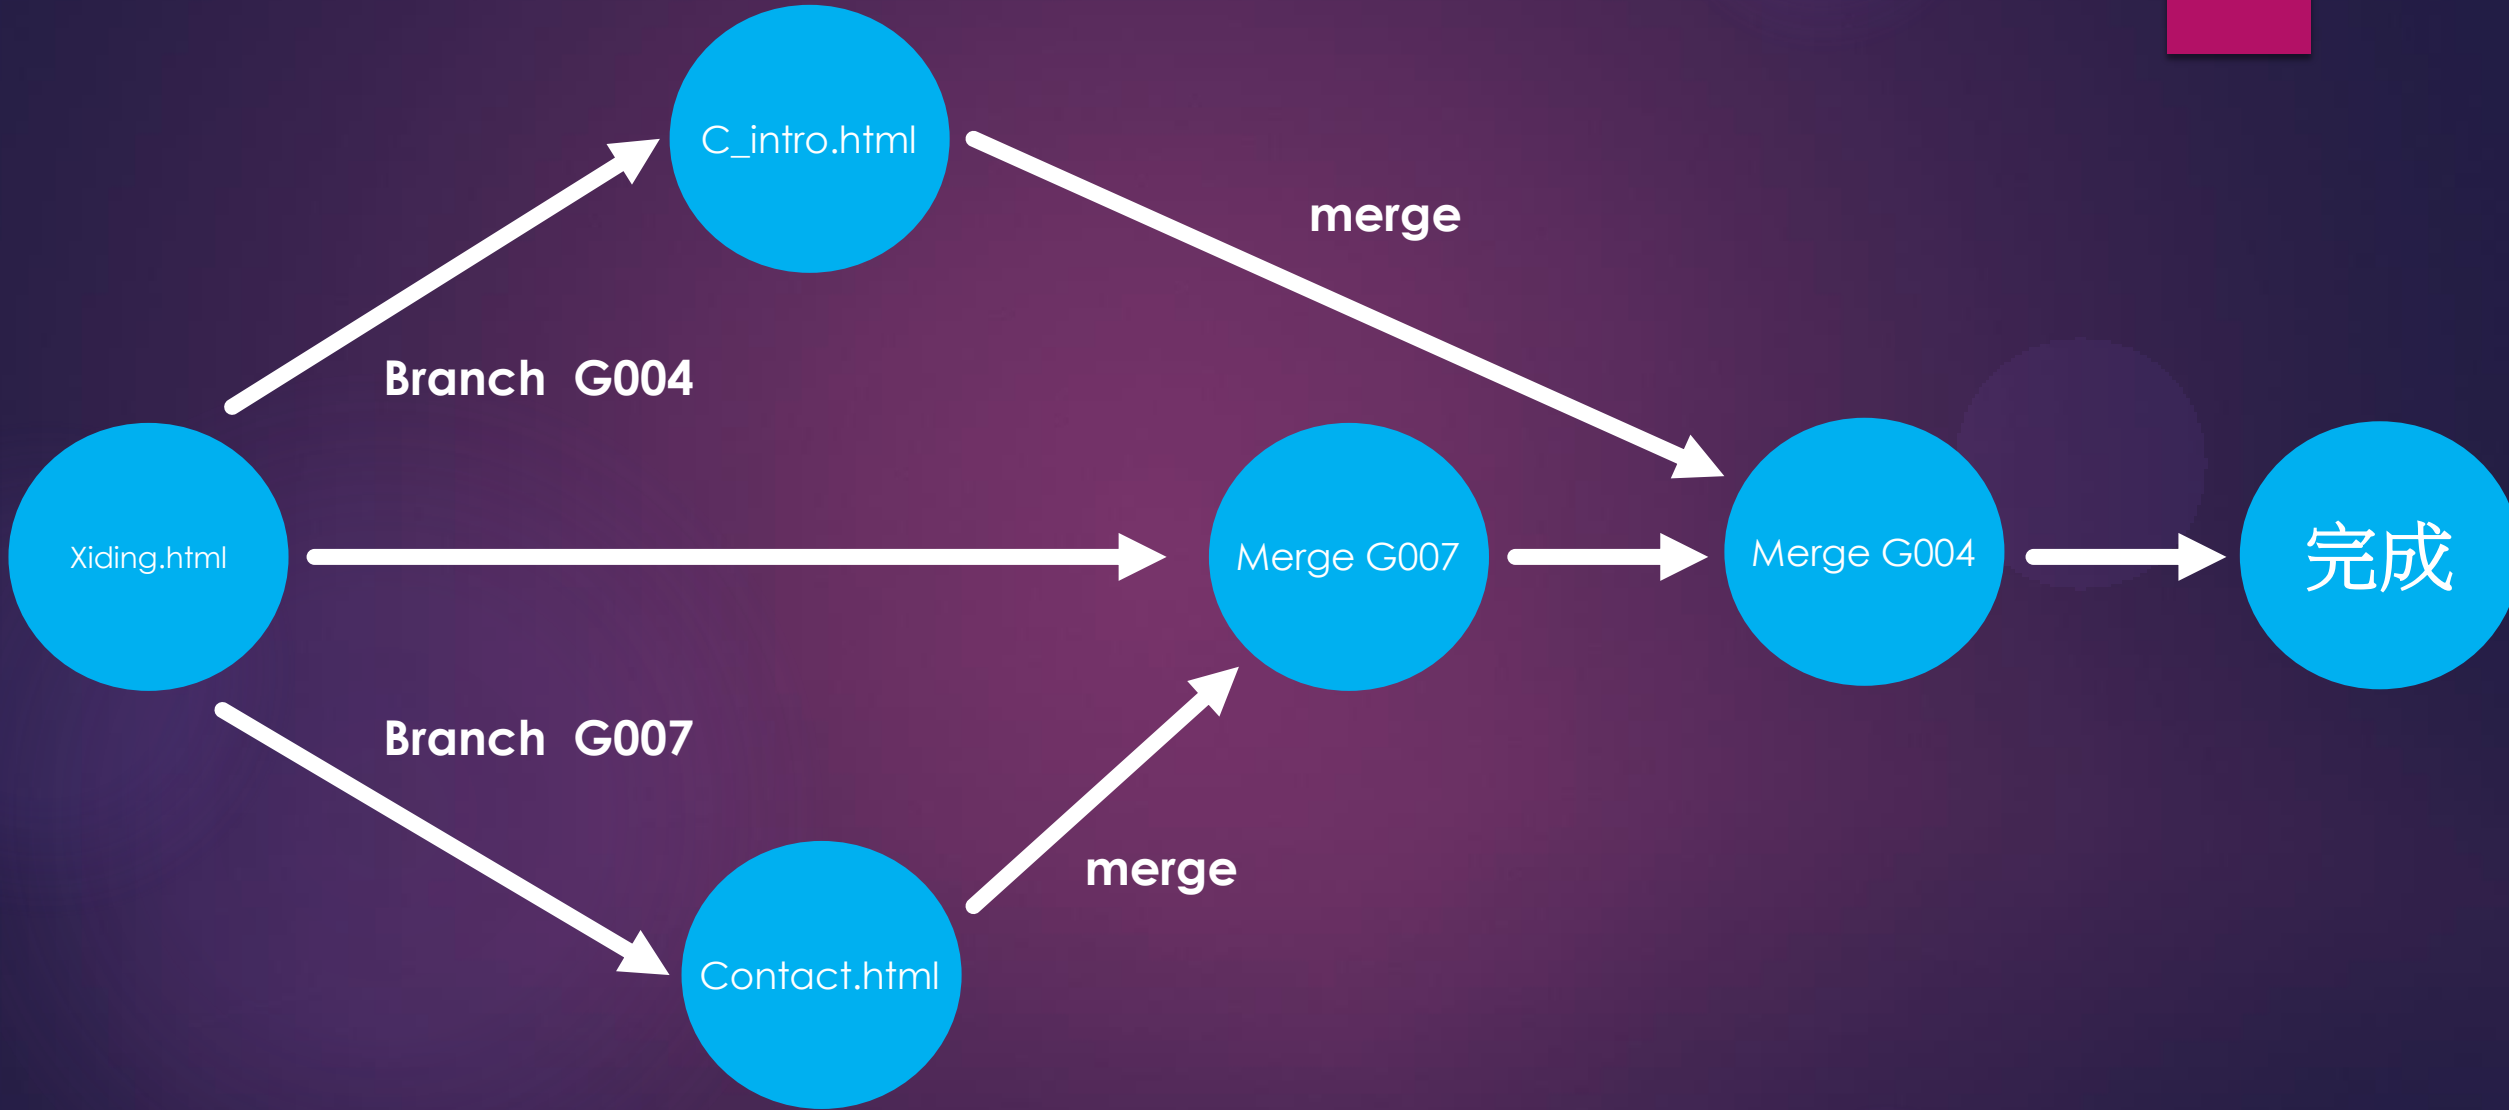 C_intro.html
merge
Branch G004
Xiding.html
Merge G007
Merge G004
完成
Branch G007
merge
Contact.html